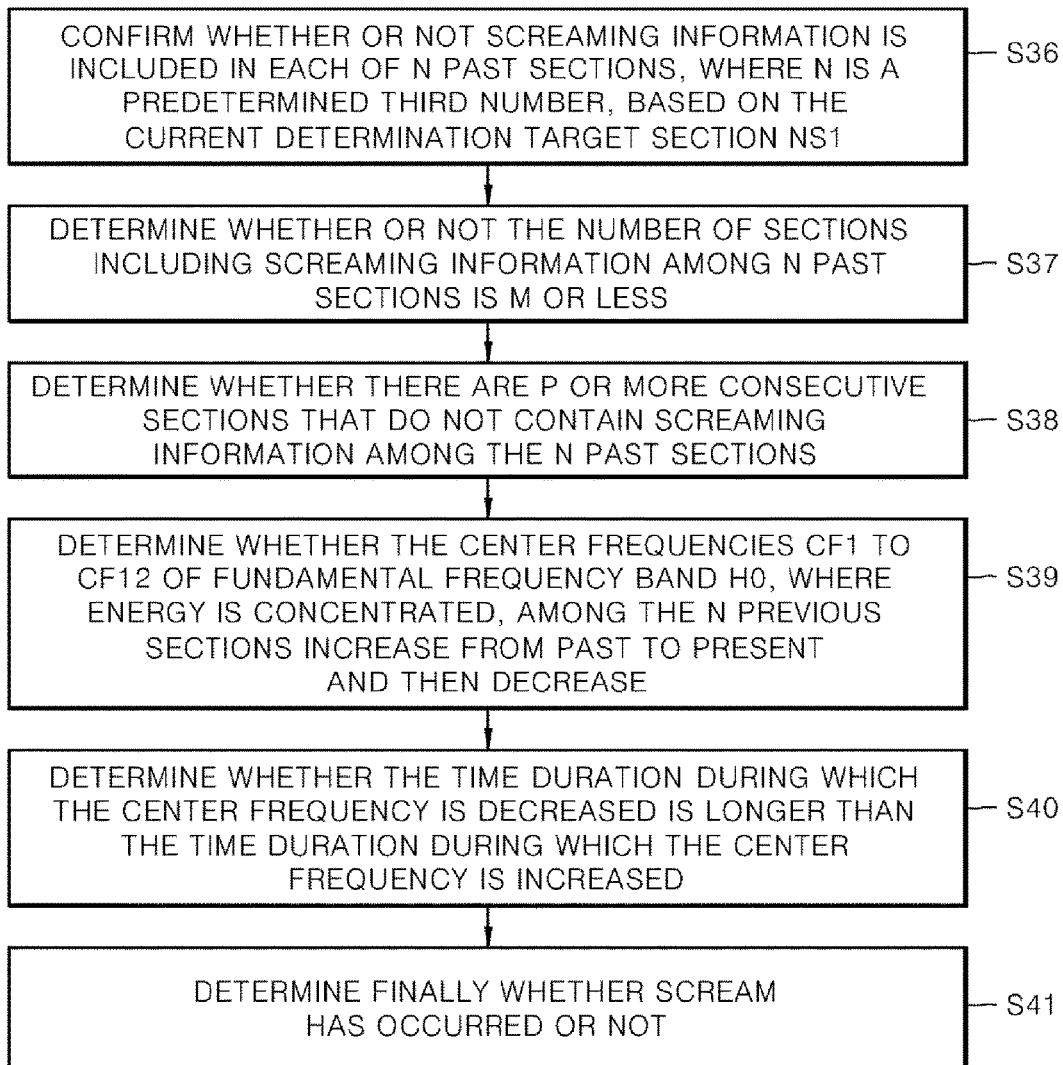 CONFIRM WHETHER OR NOT SCREAMING INFORMATION IS
INCLUDED IN EACH OF N PAST SECTIONS, WHERE N IS A
PREDETERMINED THIRD NUMBER, BASED ON THE
CURRENT DETERMINATION TARGET SECTION NS1
S36
DETERMINE WHETHER OR NOT THE NUMBER OF SECTIONS
INCLUDING SCREAMING INFORMATION AMONG N PAST
SECTIONS IS M OR LESS
S37
DETERMINE WHETHER THERE ARE P OR MORE CONSECUTIVE
SECTIONS THAT DO NOT CONTAIN SCREAMING
INFORMATION AMONG THE N PAST SECTIONS
S38
DETERMINE WHETHER THE CENTER FREQUENCIES CF1 TO
CF12 OF FUNDAMENTAL FREQUENCY BAND H0, WHERE
ENERGY IS CONCENTRATED, AMONG THE N PREVIOUS
SECTIONS INCREASE FROM PAST TO PRESENT
AND THEN DECREASE
S39
DETERMINE WHETHER THE TIME DURATION DURING WHICH
THE CENTER FREQUENCY IS DECREASED IS LONGER THAN
THE TIME DURATION DURING WHICH THE CENTER
FREQUENCY IS INCREASED
S40
DETERMINE FINALLY WHETHER SCREAM
HAS OCCURRED OR NOT
S41